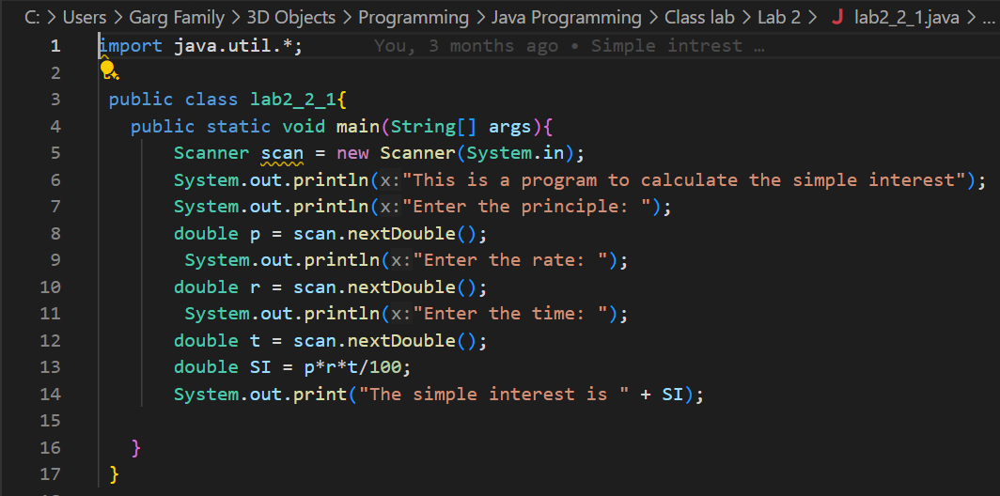 C: > Users > Garg Family > 3D Objects > Programming > Java Programming > Class lab > Lab 2 > J lab2_2_1.java > ...
1 import java.util.*; You, 3 months ago • Simple intrest …
2
3 public class lab2_2_1{
4 public static void main(String[] args){
5 Scanner scan = new Scanner(System.in);
6 System.out.println(x:"This is a program to calculate the simple interest");
7 System.out.println(x:"Enter the principle: ");
8 double p = scan.nextDouble();
9 System.out.println(x:"Enter the rate: ");
10 double r = scan.nextDouble();
11 System.out.println(x:"Enter the time: ");
12 double t = scan.nextDouble();
13 double SI = p*r*t/100;
14 System.out.print("The simple interest is " + SI);
15
16 }
17 }